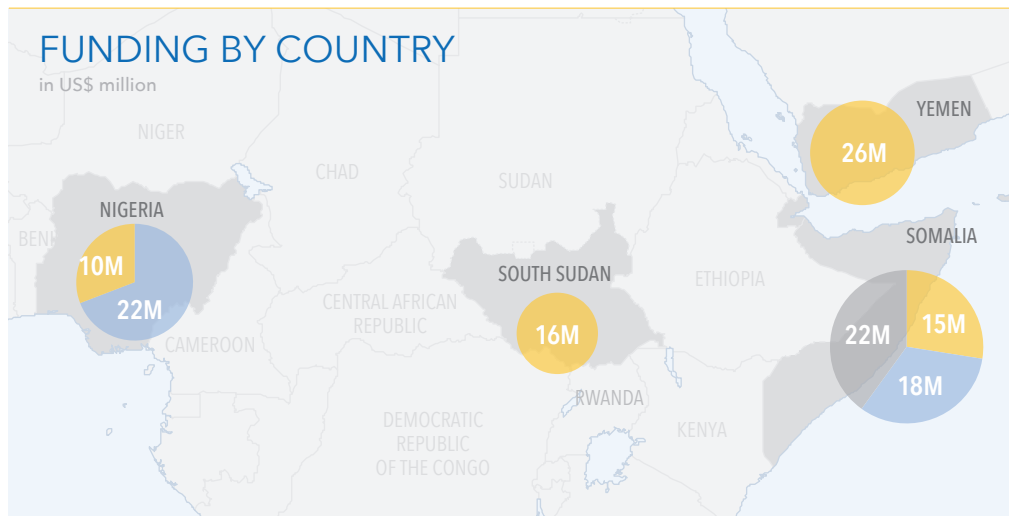 FUNDING BY COUNTRY
in US$ million
YEMEN
NIGER
26M
CHAD
SUDAN
NIGERIA
BEN
SOMALIA
10M
SOUTH SUDAN
ETHIOPIA
22M
CENTRAL AFRICAN
REPUBLIC
22M
15M
16M
CAMEROON
18M
RWANDA
DEMOCRATIC
REPUBLIC
OF THE CONGO
KENYA